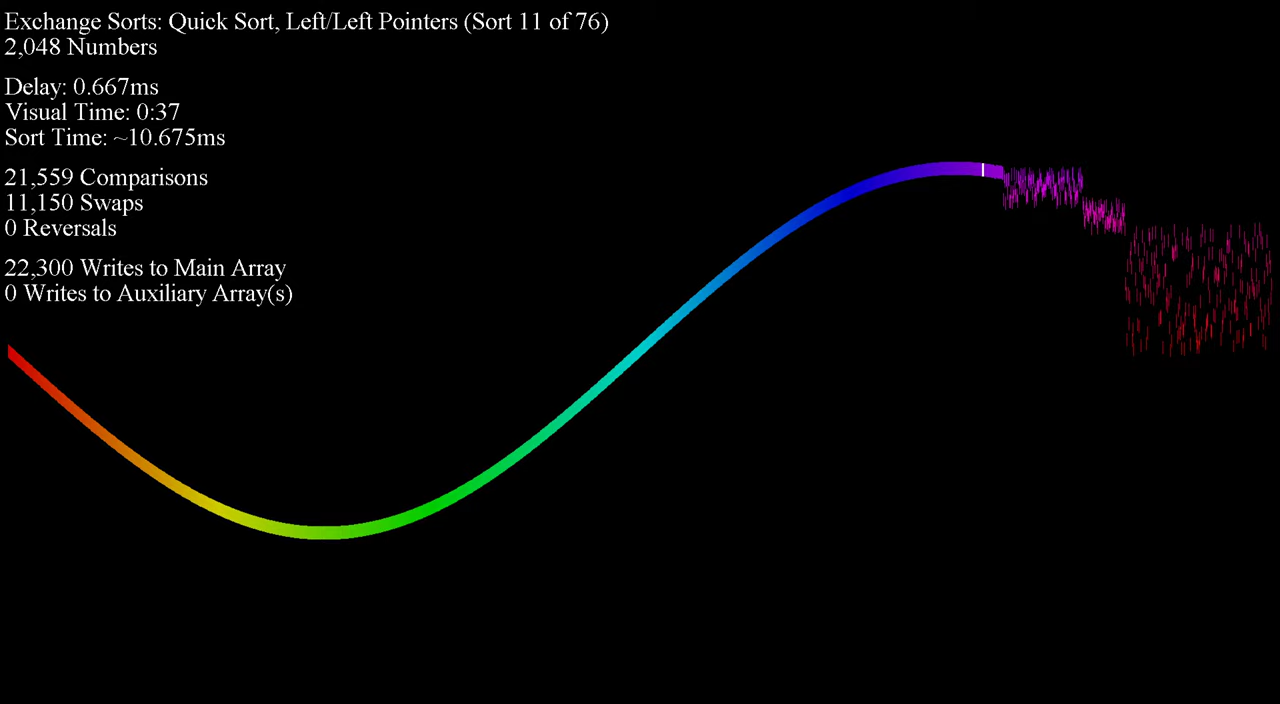 Exchange Sorts: Quick Sort, Left/Left Pointers (Sort 11 of 76)
2,048 Numbers
Delay: 0.667ms
Visual Time: 0:37
Sort Time: ~10.675ms
21,559 Comparisons
11,150 Swaps
0 Reversals
22,300 Writes to Main Array
0 Writes to Auxiliary Array(s)